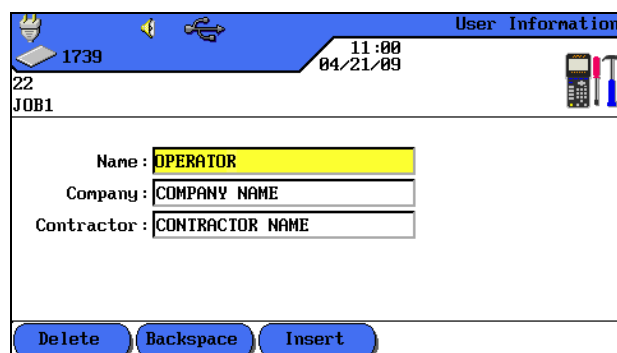 User Information
1739
11:00
04/21/09
22
JOB1
Name: OPERATOR
Company: COMPANY NAME
Contractor: CONTRACTOR NAME
Delete Backspace Insert